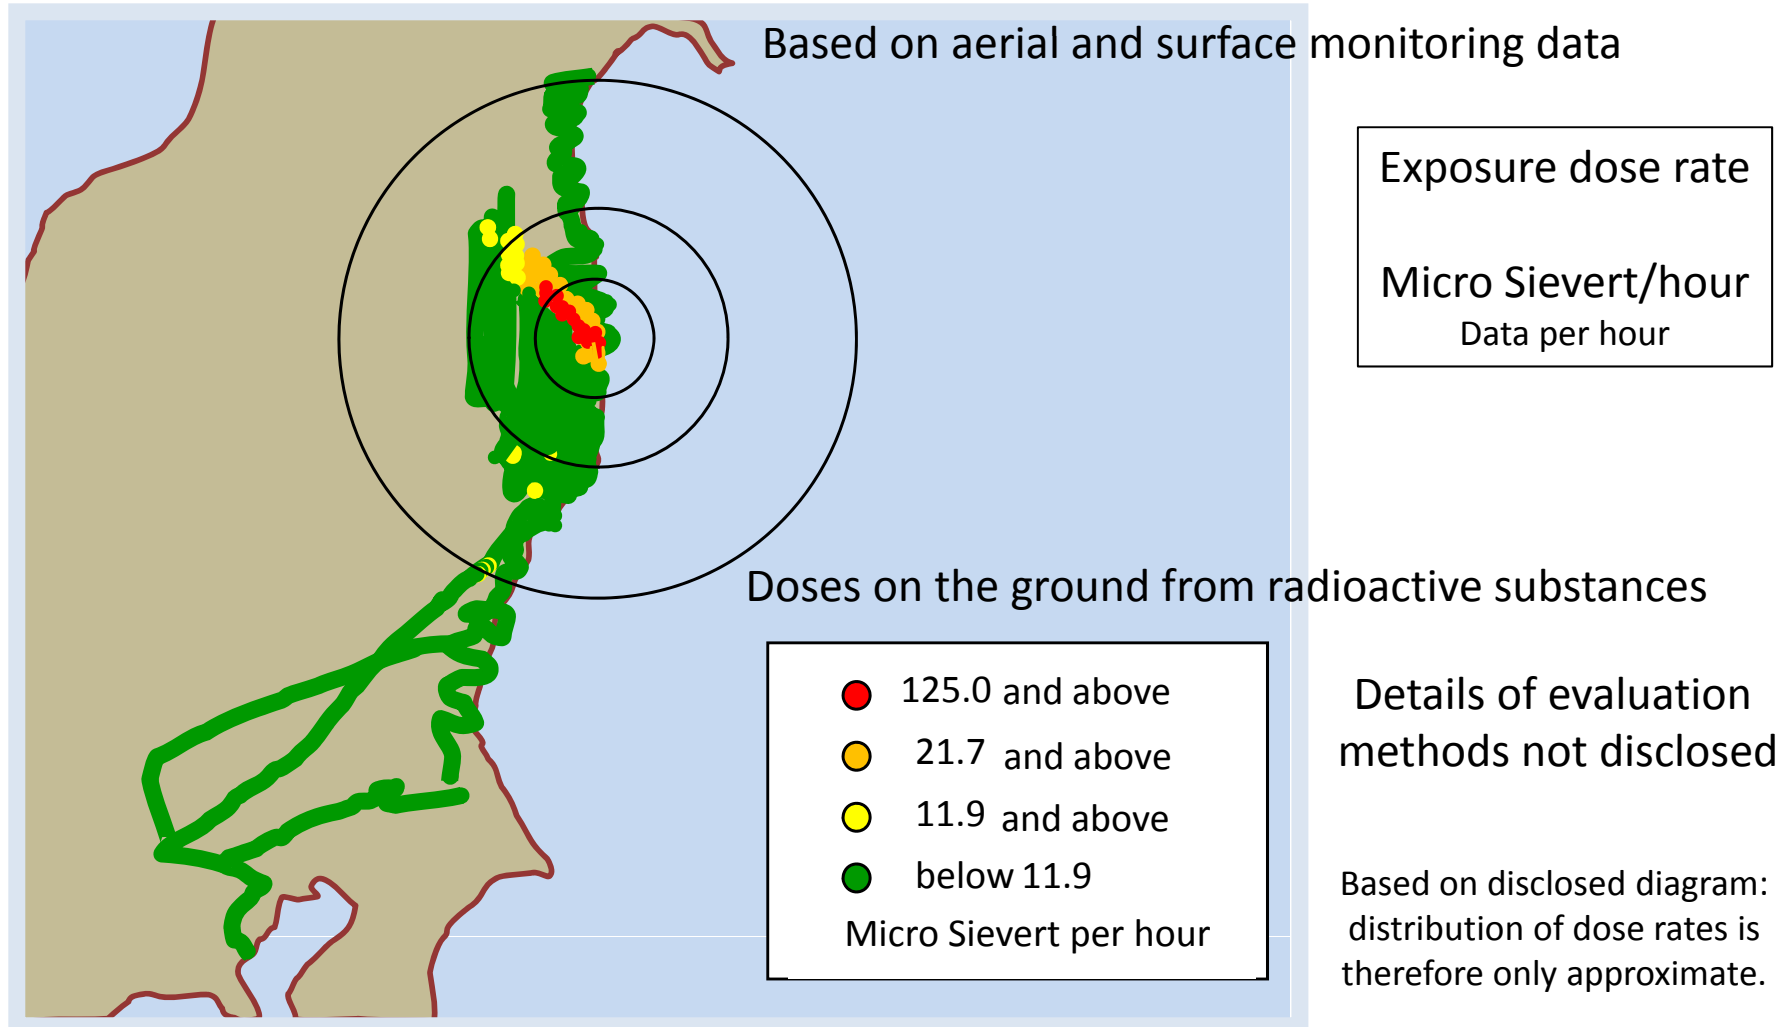 Based on aerial and surface monitoring data
Exposure dose rate
Micro Sievert/hour
Data per hour
Doses on the ground from radioactive substances
125.0 and above
21.7 and above
11.9 and above
below 11.9
Micro Sievert per hour
Details of evaluation
methods not disclosed
Based on disclosed diagram:
distribution of dose rates is
therefore only approximate.